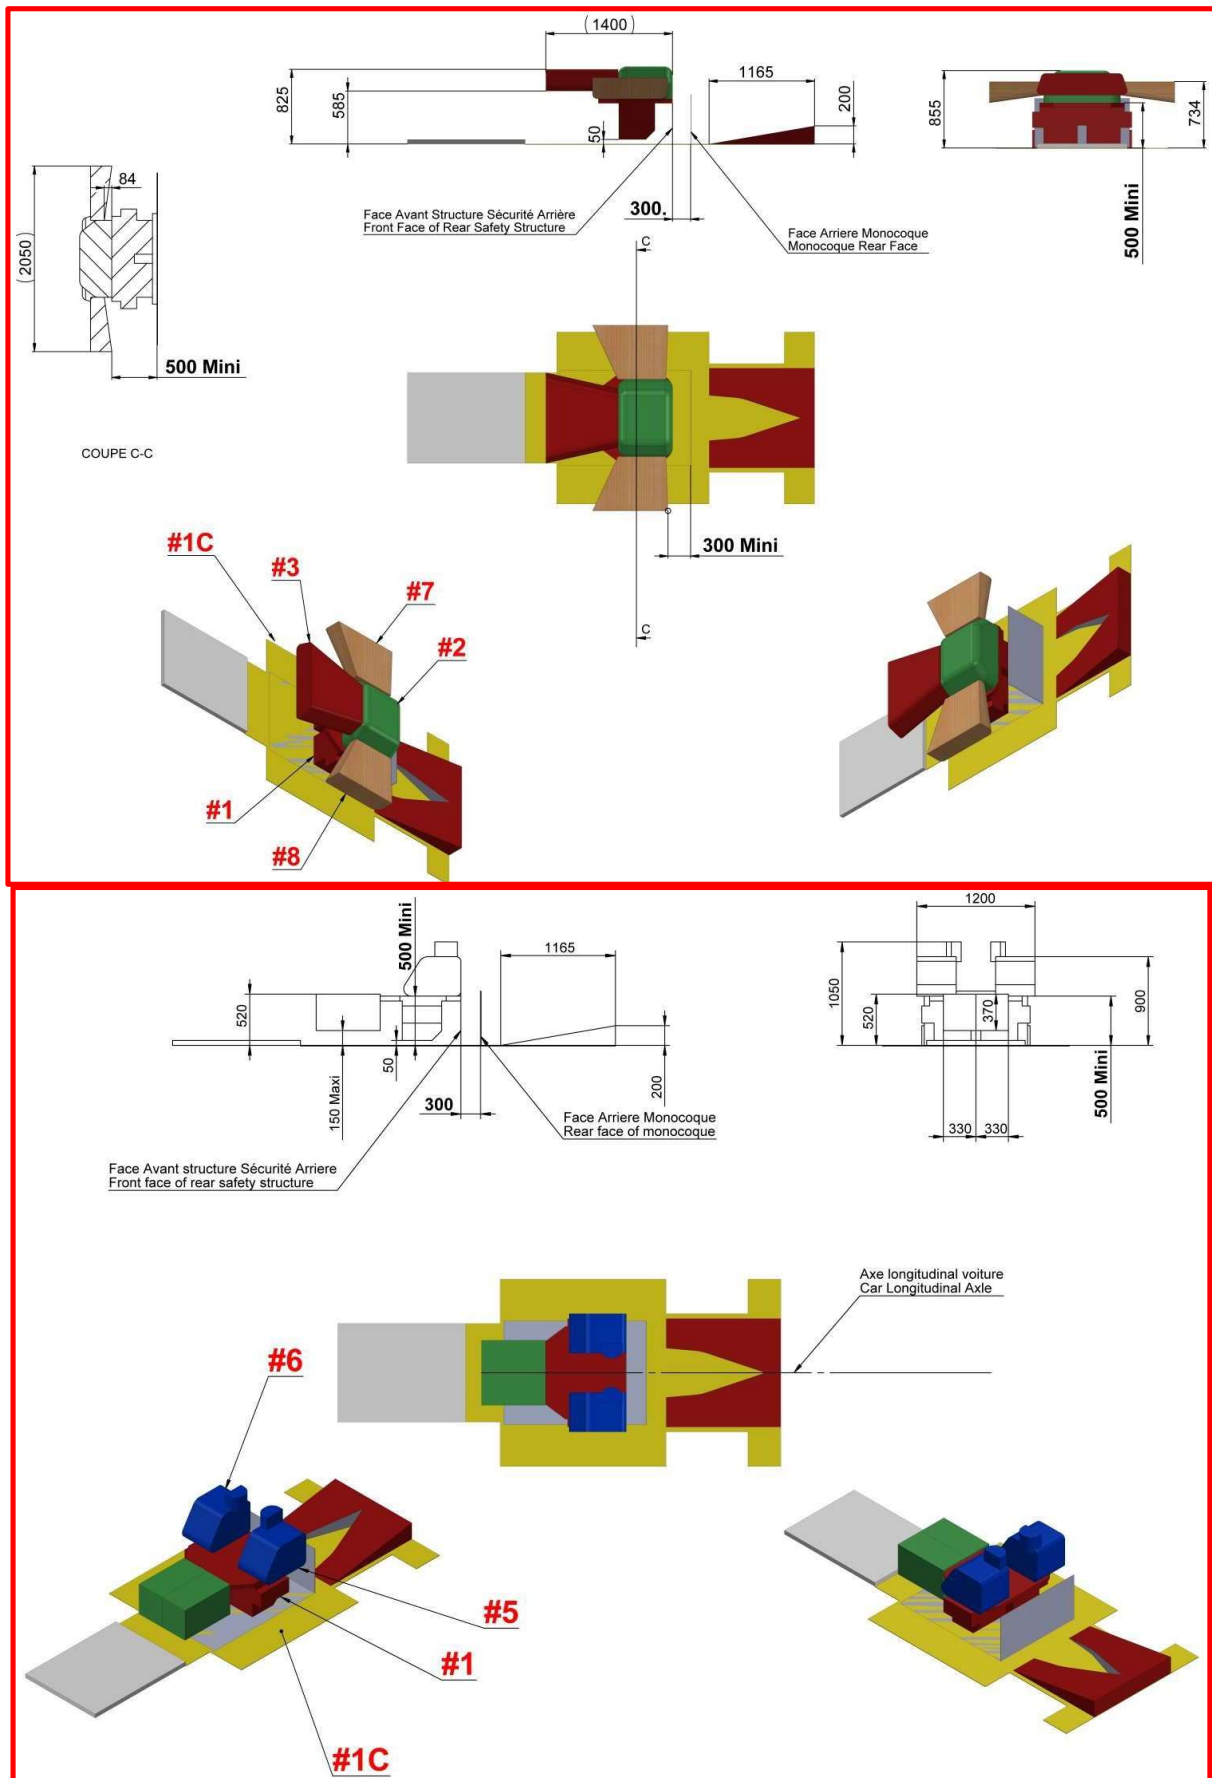 (1400)
825
585
50
1165
200
855
734
500 Mini
Face Avant Structure Sécurité Arrière
Front Face of Rear Safety Structure
300.
Face Arriere Monocoque
Monocoque Rear Face
84
(2050)
500 Mini
COUPE C-C
C
C
300 Mini
#1C
#3
#7
#2
#1
#8
520
150 Maxi
50
500 Mini
300
1165
200
Face Arriere Monocoque
Rear face of monocoque
Face Avant structure Sécurité Arriere
Front face of rear safety structure
1200
1050
520
370
900
500 Mini
330
330
Axe longitudinal voiture
Car Longitudinal Axle
#6
#5
#1
#1C